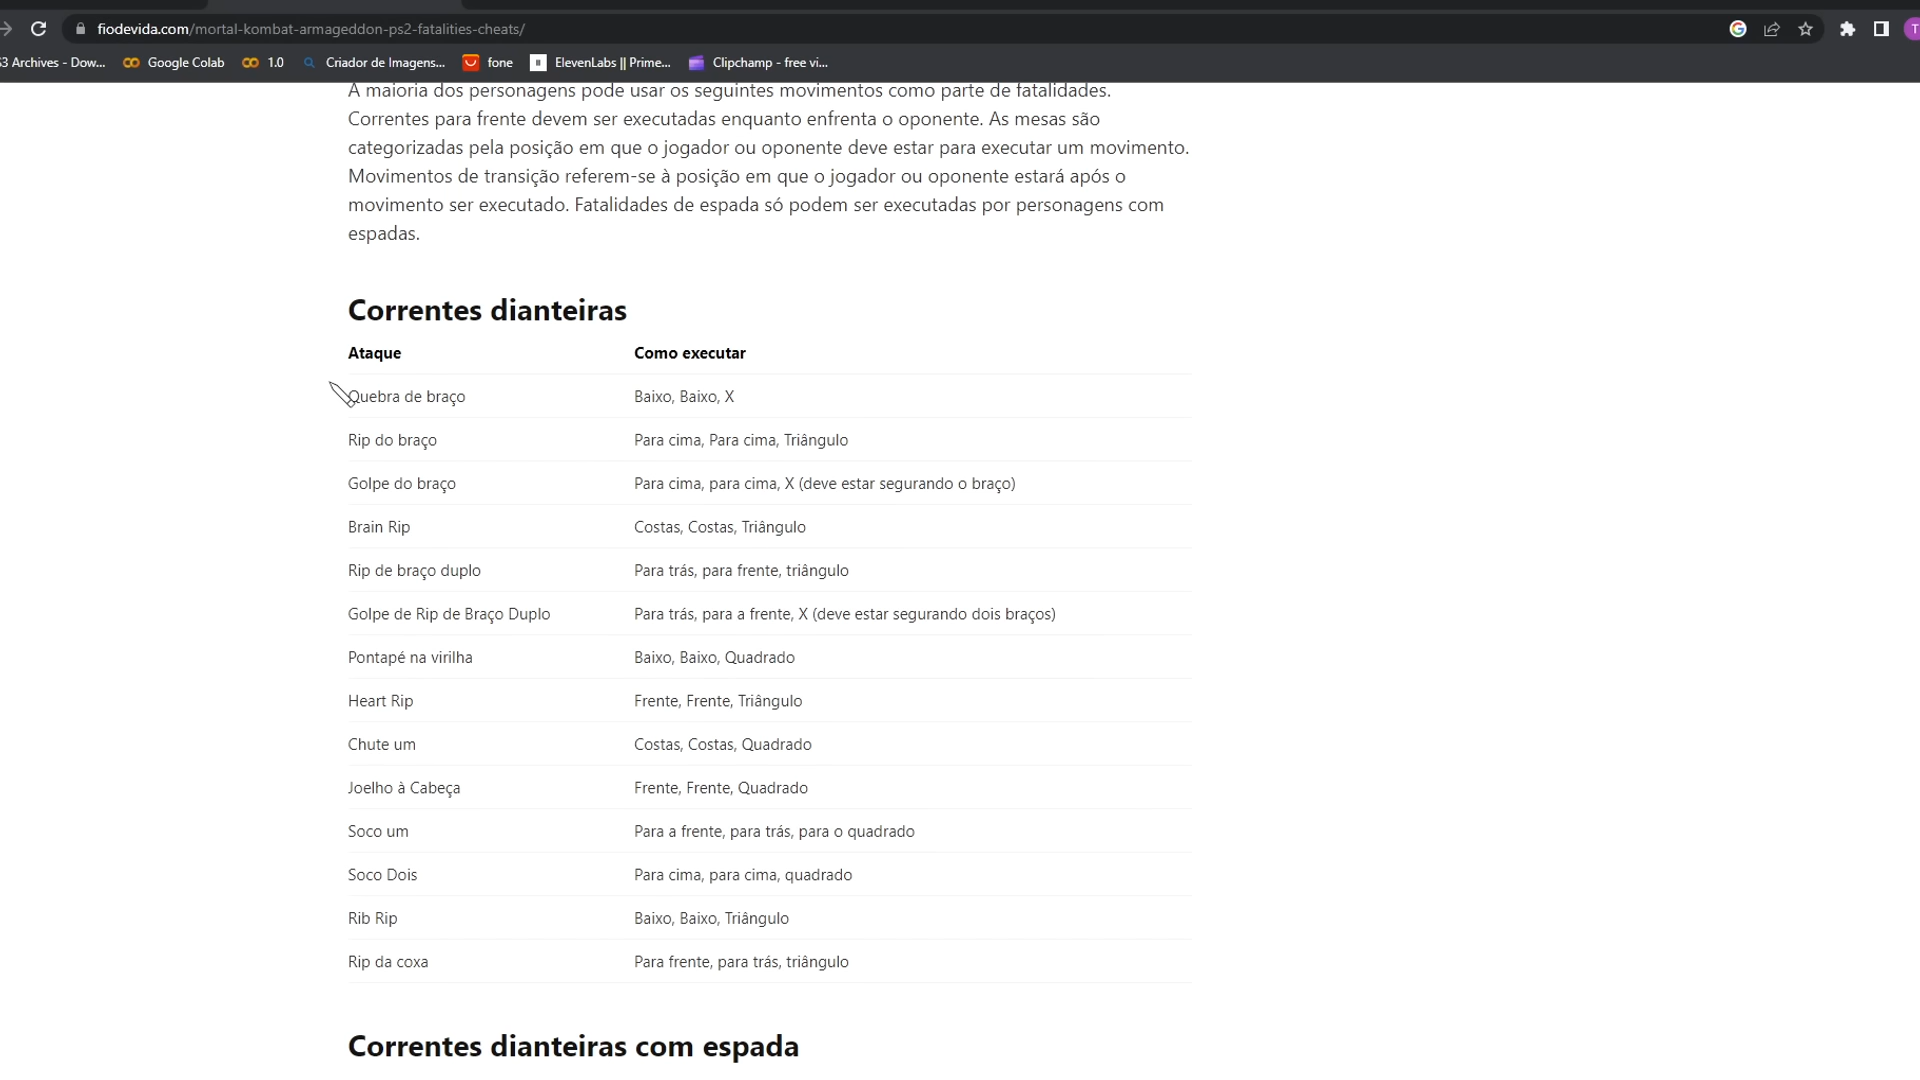 fiodevida.com/mortal-kombat-armageddon-ps2-fatalities-cheats/
S3 Archives - Dow... Google Colab 1.0 Criador de Imagens... fone ElevenLabs || Prime... Clipchamp - free vi...
A maioria dos personagens pode usar os seguintes movimentos como parte de fatalidades.
Correntes para frente devem ser executadas enquanto enfrenta o oponente. As mesas são
categorizadas pela posição em que o jogador ou oponente deve estar para executar um movimento.
Movimentos de transição referem-se à posição em que o jogador ou oponente estará após o
movimento ser executado. Fatalidades de espada só podem ser executadas por personagens com
espadas.
Correntes dianteiras
Ataque Como executar
Quebra de braço Baixo, Baixo, X
Rip do braço Para cima, Para cima, Triângulo
Golpe do braço Para cima, para cima, X (deve estar segurando o braço)
Brain Rip Costas, Costas, Triângulo
Rip de braço duplo Para trás, para frente, triângulo
Golpe de Rip de Braço Duplo Para trás, para a frente, X (deve estar segurando dois braços)
Pontapé na virilha Baixo, Baixo, Quadrado
Heart Rip Frente, Frente, Triângulo
Chute um Costas, Costas, Quadrado
Joelho à Cabeça Frente, Frente, Quadrado
Soco um Para a frente, para trás, para o quadrado
Soco Dois Para cima, para cima, quadrado
Rib Rip Baixo, Baixo, Triângulo
Rip da coxa Para frente, para trás, triângulo
Correntes dianteiras com espada